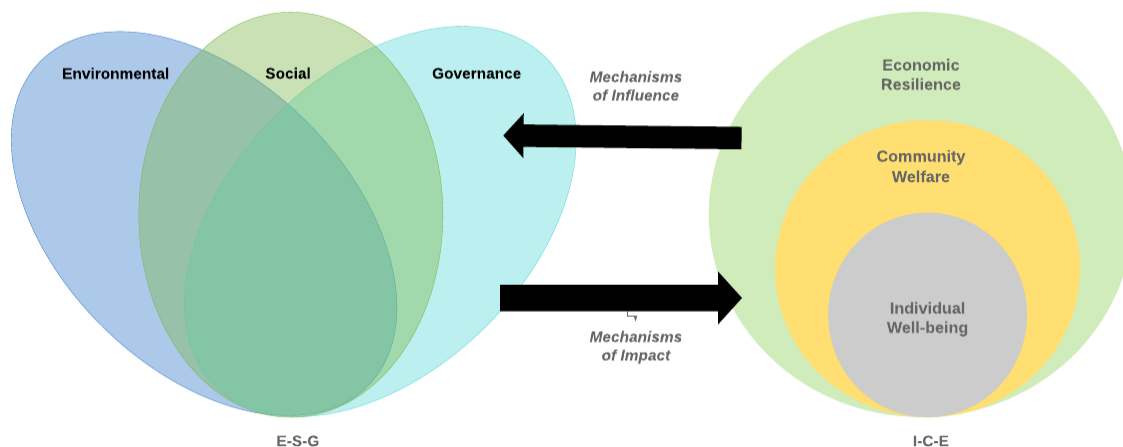 Environmental
Social
Governance
Mechanisms
of Influence
Economic
Resilience
Community
Welfare
Individual
Well-being
Mechanisms
of Impact
E-S-G
I-C-E